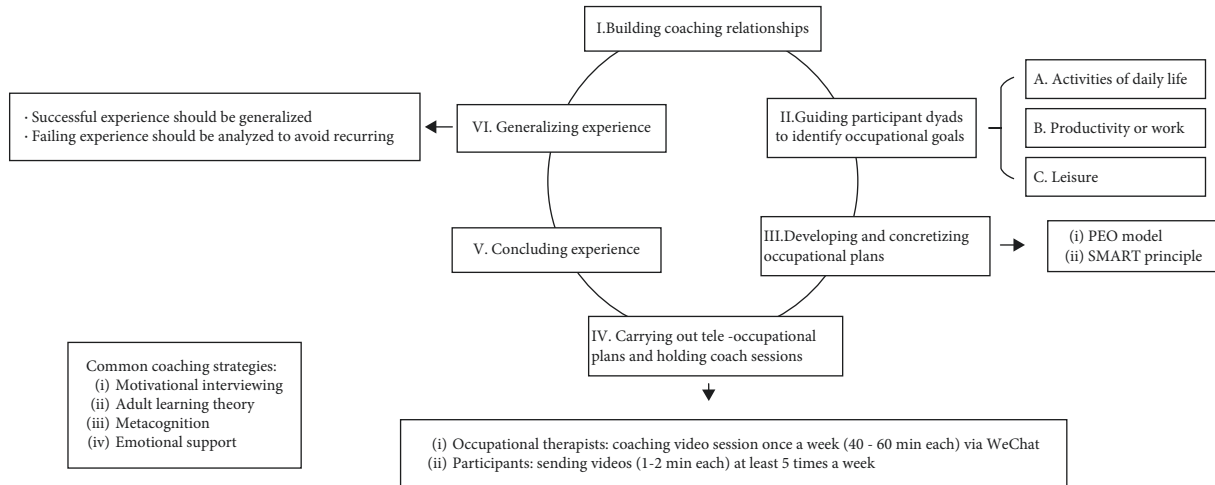 I.Building coaching relationships
II.Guiding participant dyads
to identify occupational goals
A. Activities of daily life
B. Productivity or work
C. Leisure
III.Developing and concretizing
occupational plans
(i) PEO model
(ii) SMART principle
IV. Carrying out tele -occupational
plans and holding coach sessions
(i) Occupational therapists: coaching video session once a week (40 - 60 min each) via WeChat
(ii) Participants: sending videos (1-2 min each) at least 5 times a week
V. Concluding experience
VI. Generalizing experience
· Successful experience should be generalized
· Failing experience should be analyzed to avoid recurring
Common coaching strategies:
(i) Motivational interviewing
(ii) Adult learning theory
(iii) Metacognition
(iv) Emotional support